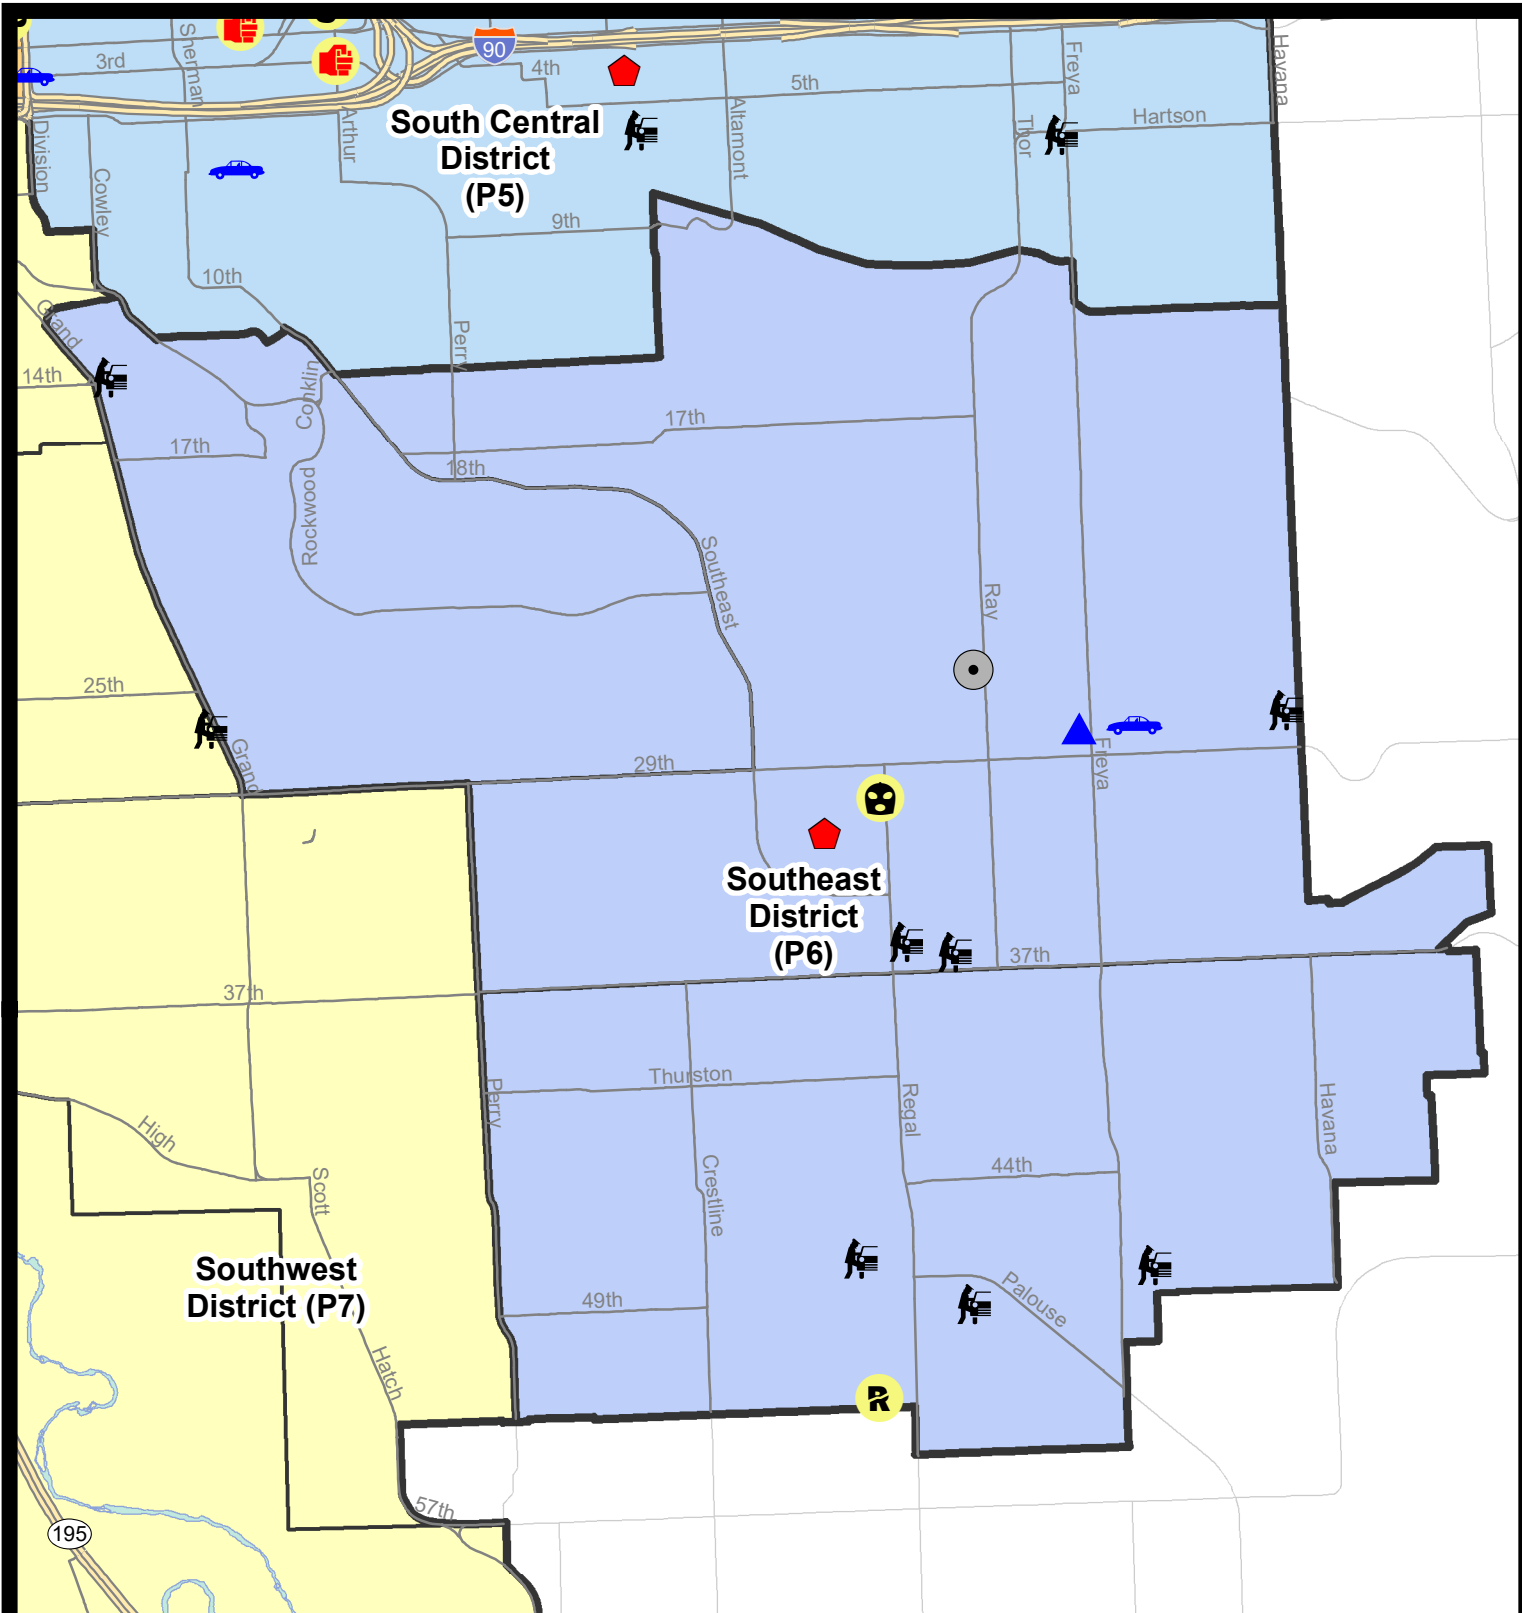 90
3rd
Sherman
4th
5th
Freya
Havana
Division
Arthur
South Central
District
(P5)
Altamont
Thor
Hartson
Cowley
9th
10th
Grand
Perry
14th
Conklin
17th
17th
18th
Rockwood
Southeast
Ray
25th
Grand
29th
Freya
Southeast
District
(P6)
37th
37th
Thurston
Perry
Regal
Havana
High
Crestline
44th
Scott
Southwest
District (P7)
49th
Palouse
Hatch
R
57th
195